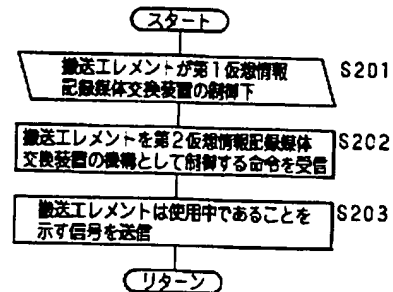 スタート
搬送エレメントが第1仮想情報 S201
記録媒体交換装置の制御下
搬送エレメントを第2仮想情報記録媒体 S202
交換装置の機構として制御する命令を受信
搬送エレメントは使用中であることを S203
示す信号を送信
リターン